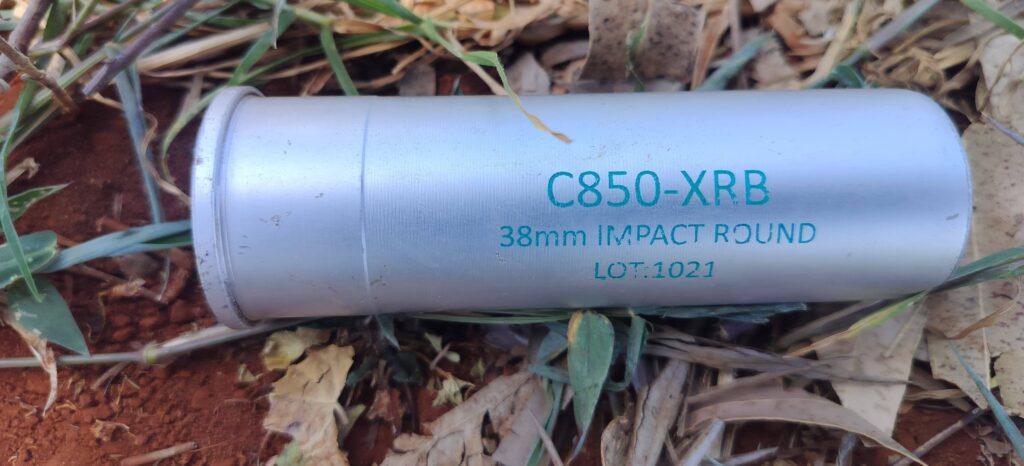 C850-XRB
38mm IMPACT ROUND
LOT:1021